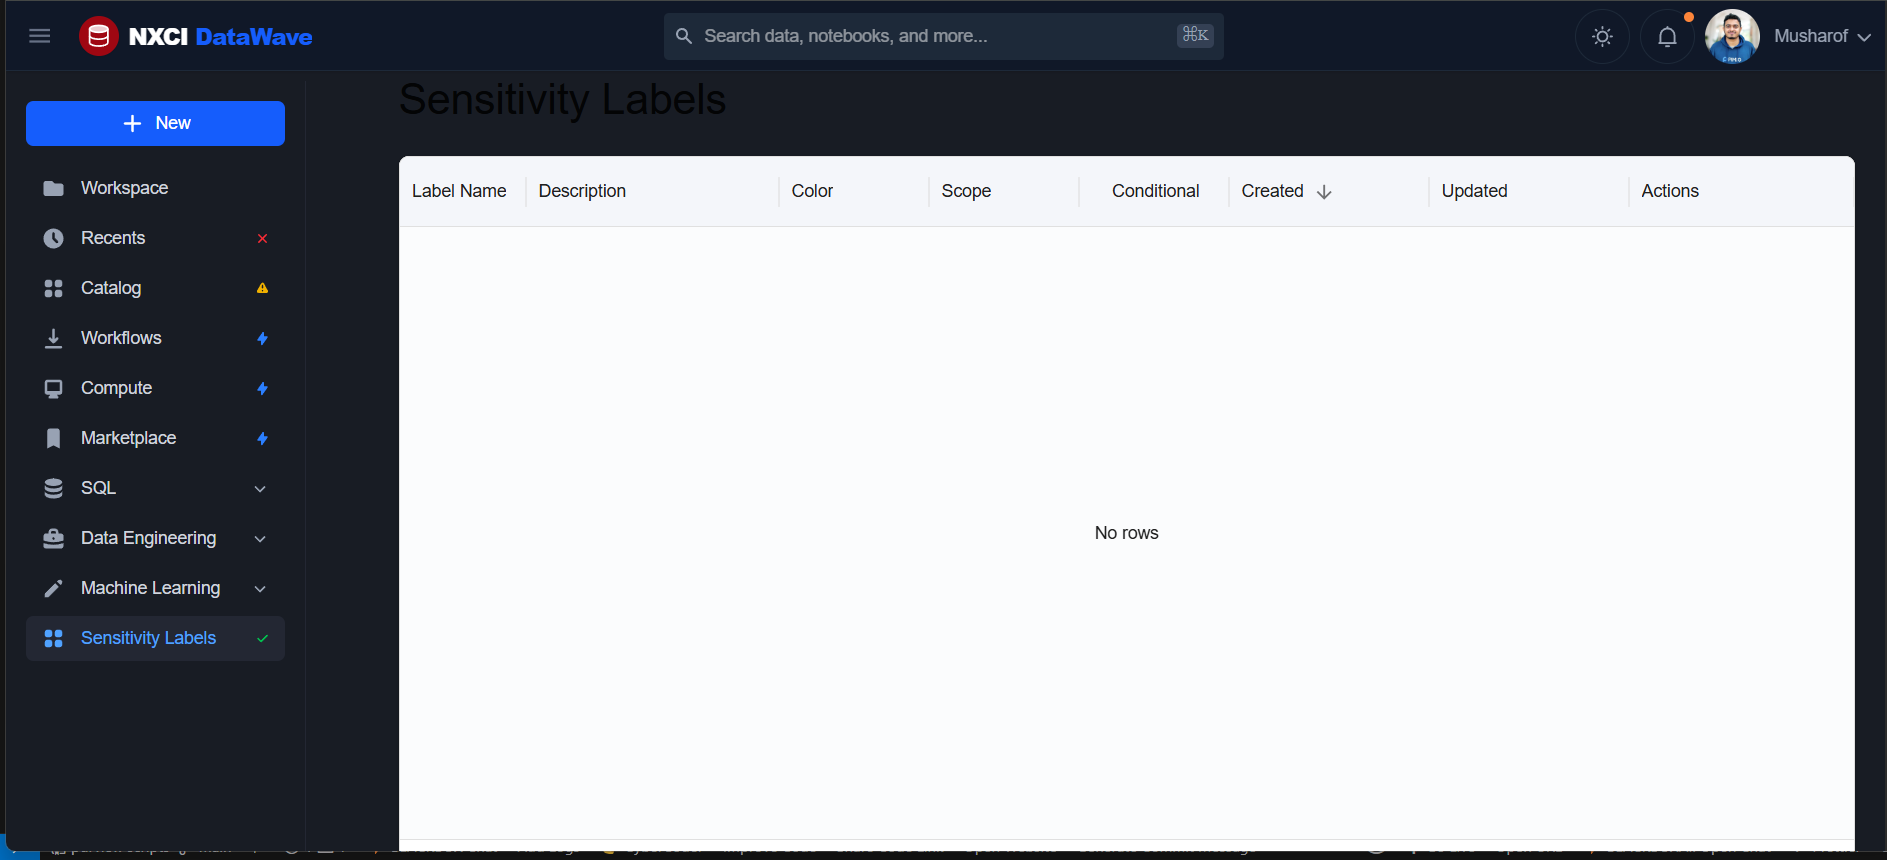 NXCI DataWave
Search data, notebooks, and more...
⌘K
Musharof
New
Workspace
Recents
Catalog
Workflows
Compute
Marketplace
SQL
Data Engineering
Machine Learning
Sensitivity Labels
Sensitivity Labels
Label Name Description Color Scope Conditional Created Updated Actions
No rows